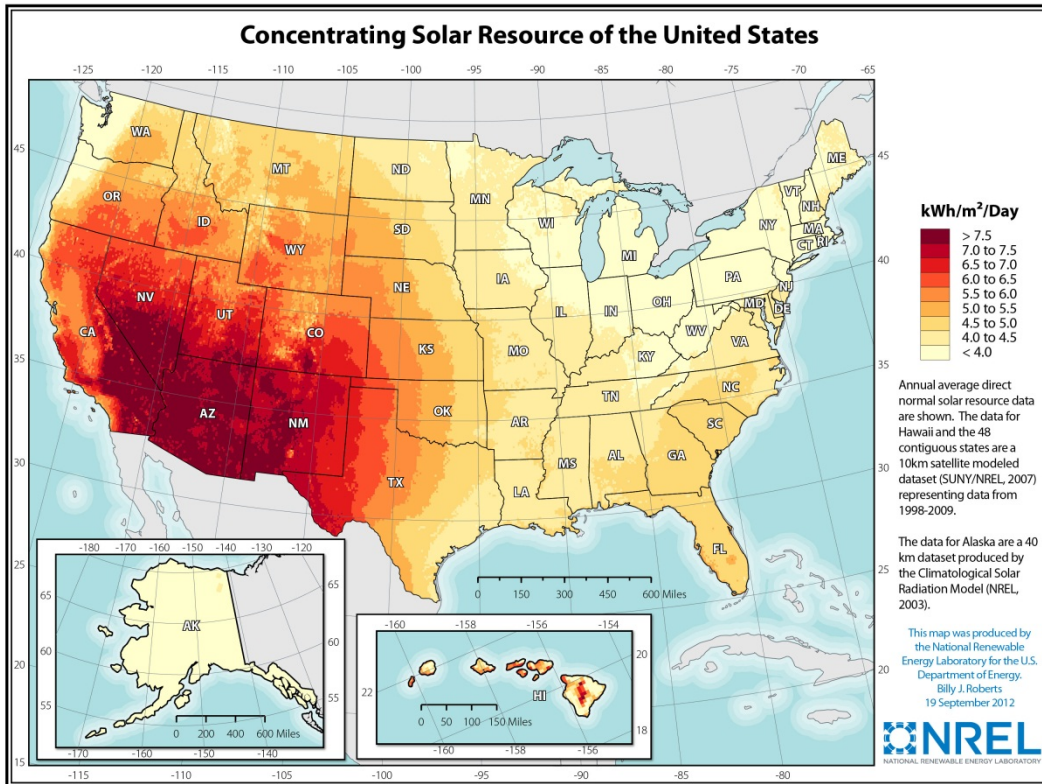 Concentrating Solar Resource of the United States
-125 -120 -115 -110 -105 -100 -95 -90 -85 -80 -75 -70 -65
45
40
35
30
25
20
15
45
40
35
30
25
20
WA
OR
CA
NV
ID
MT
WY
UT
AZ
CO
NM
ND
SD
NE
KS
OK
TX
MN
IA
MO
AR
LA
WI
IL
MI
IN
OH
KY
TN
MS
AL
GA
FL
SC
NC
VA
WV
MD
DE
PA
NJ
NY
CT
RI
MA
VT
NH
ME
kWh/m²/Day
> 7.5
7.0 to 7.5
6.5 to 7.0
6.0 to 6.5
5.5 to 6.0
5.0 to 5.5
4.5 to 5.0
4.0 to 4.5
< 4.0
Annual average direct
normal solar resource data
are shown. The data for
Hawaii and the 48
contiguous states are a
10km satellite modeled
dataset (SUNY/NREL, 2007)
representing data from
1998-2009.
The data for Alaska are a 40
km dataset produced by
the Climatological Solar
Radiation Model (NREL,
2003).
This map was produced by
the National Renewable
Energy Laboratory for the U.S.
Department of Energy.
Billy J. Roberts
19 September 2012
NREL
NATIONAL RENEWABLE ENERGY LABORATORY
0 150 300 450 600 Miles
-180 -170 -160 -150 -140 -130 -120
65
60
55
65
60
55
AK
0 200 400 600 Miles
-170 -160 -150 -140
-160 -158 -156 -154
22
20
18
HI
0 50 100 150 Miles
-160 -158 -156
-115 -110 -105 -100 -95 -90 -85 -80